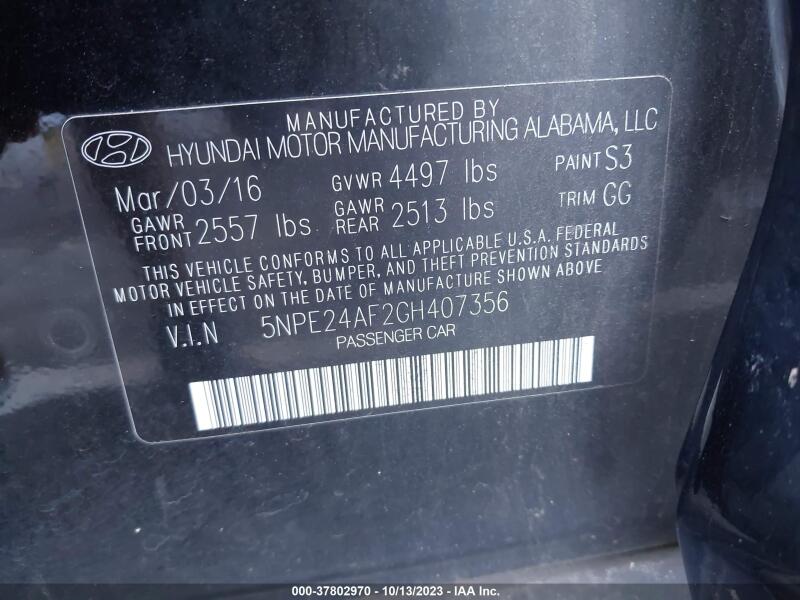 MANUFACTURED BY
HYUNDAI MOTOR MANUFACTURING ALABAMA, LLC
Mar/03/16 GVWR 4497 lbs PAINT S3
GAWR FRONT 2557 lbs GAWR REAR 2513 lbs TRIM GG
THIS VEHICLE CONFORMS TO ALL APPLICABLE U.S.A. FEDERAL
MOTOR VEHICLE SAFETY, BUMPER, AND THEFT PREVENTION STANDARDS
IN EFFECT ON THE DATE OF MANUFACTURE SHOWN ABOVE
V.I.N 5NPE24AF2GH407356
PASSENGER CAR
000-37802970 - 10/13/2023 - IAA Inc.